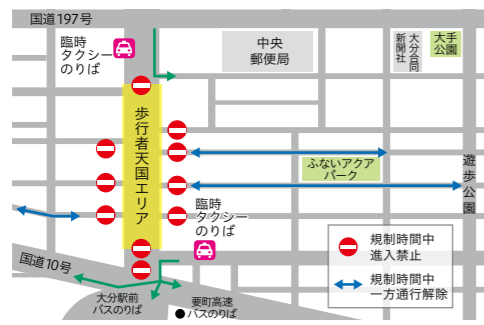 国道197号
臨時
タクシー
のりば
中央
郵便局
大分合同
新聞社
大手
公園
歩行者天国エリア
ふないアクア
パーク
遊歩公園
臨時
タクシー
のりば
国道10号
大分駅前
バスのりば
要町高速
●バスのりば
規制時間中
進入禁止
規制時間中
一方通行解除